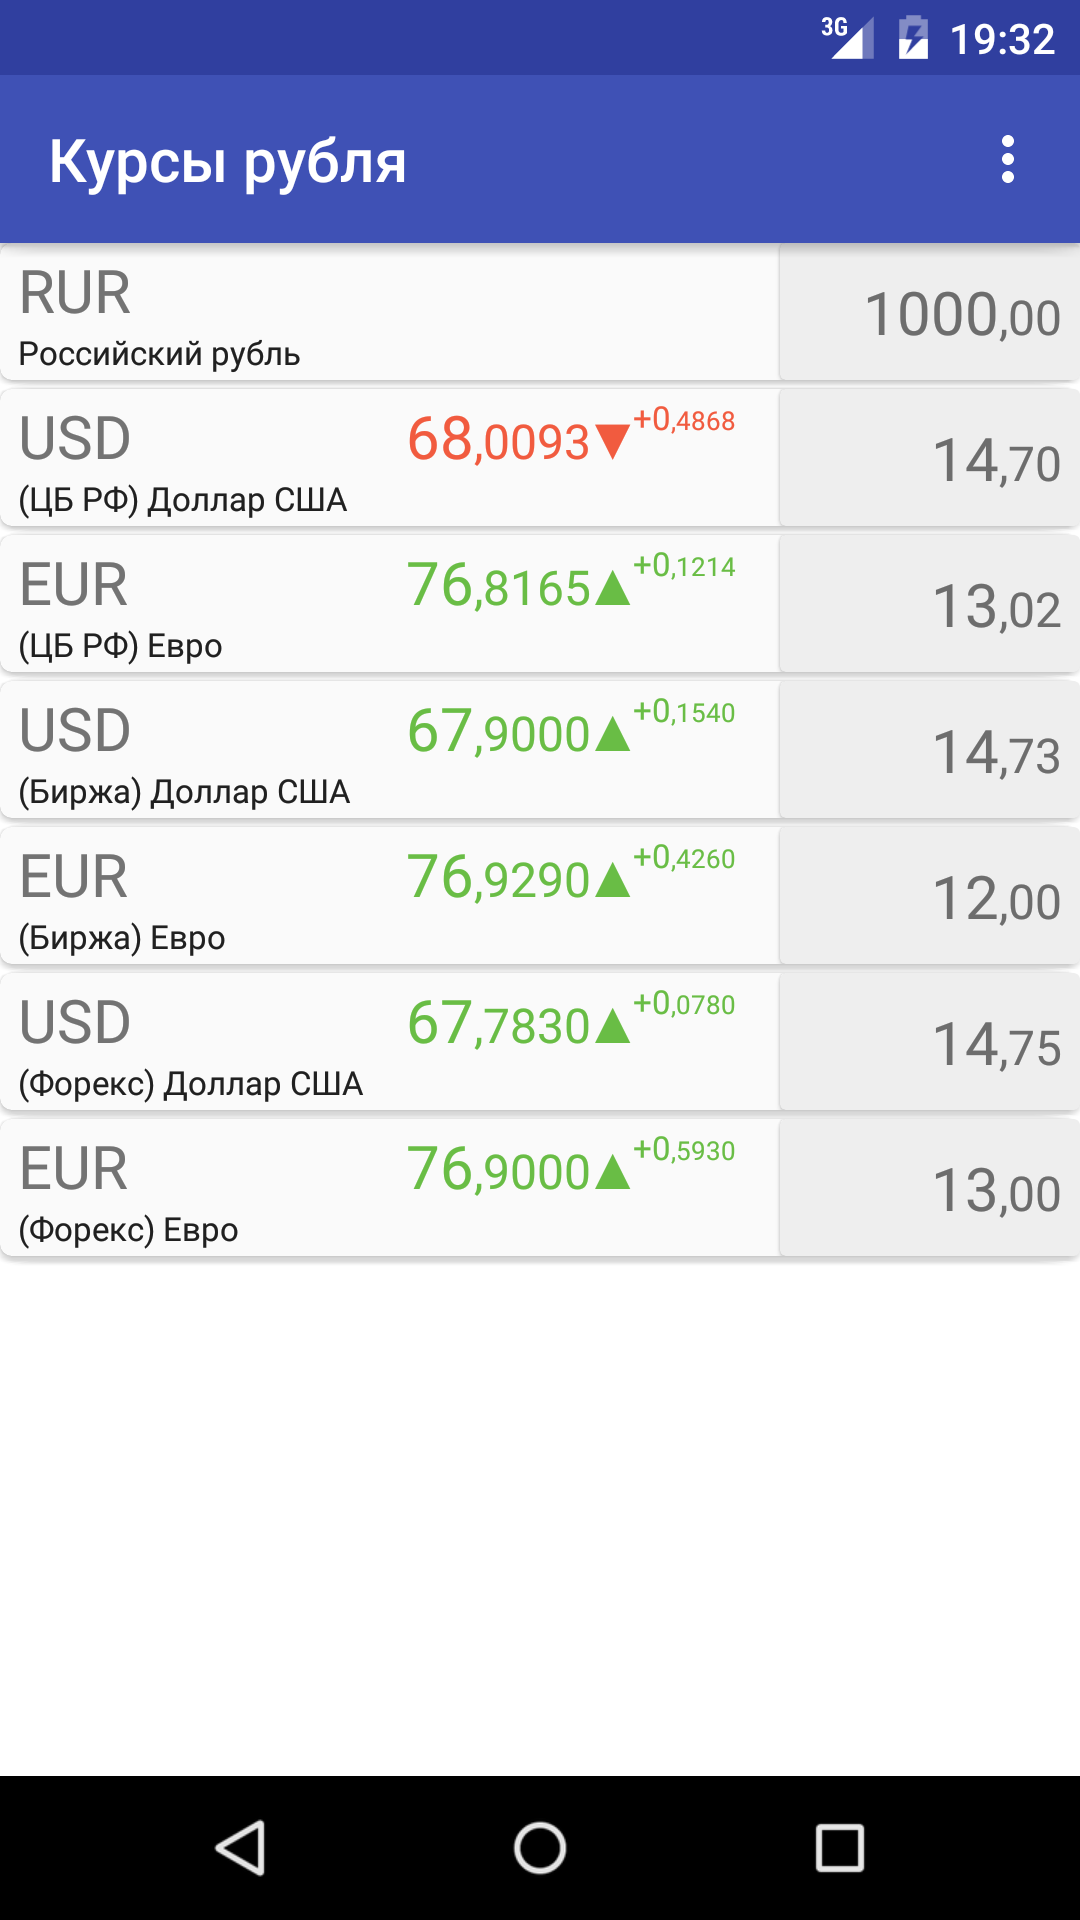 3G 19:32
Курсы рубля
RUR 1000,00
Российский рубль
USD 68,0093▼+0,4868 14,70
(ЦБ РФ) Доллар США
EUR 76,8165▲+0,1214 13,02
(ЦБ РФ) Евро
USD 67,9000▲+0,1540 14,73
(Биржа) Доллар США
EUR 76,9290▲+0,4260 12,00
(Биржа) Евро
USD 67,7830▲+0,0780 14,75
(Форекс) Доллар США
EUR 76,9000▲+0,5930 13,00
(Форекс) Евро